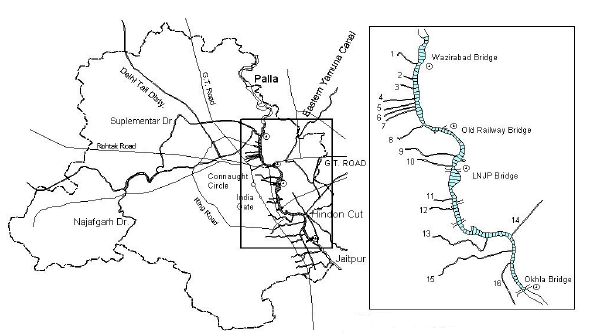 Palla
Eastern Yamuna Canal
Delhi Tail Disty.
G.T. Road
Suplementar Dr.
Rohtak Road
G.T. ROAD
Connaught
Circle
India
Gate
Ring Road
Hindon Cut
Najafgarh Dr.
Jaitpur
1
Wazirabad Bridge
2
3
4
5
6
7
Old Railway Bridge
8
9
10
LNJP Bridge
11
12
13
14
15
16
Okhla Bridge